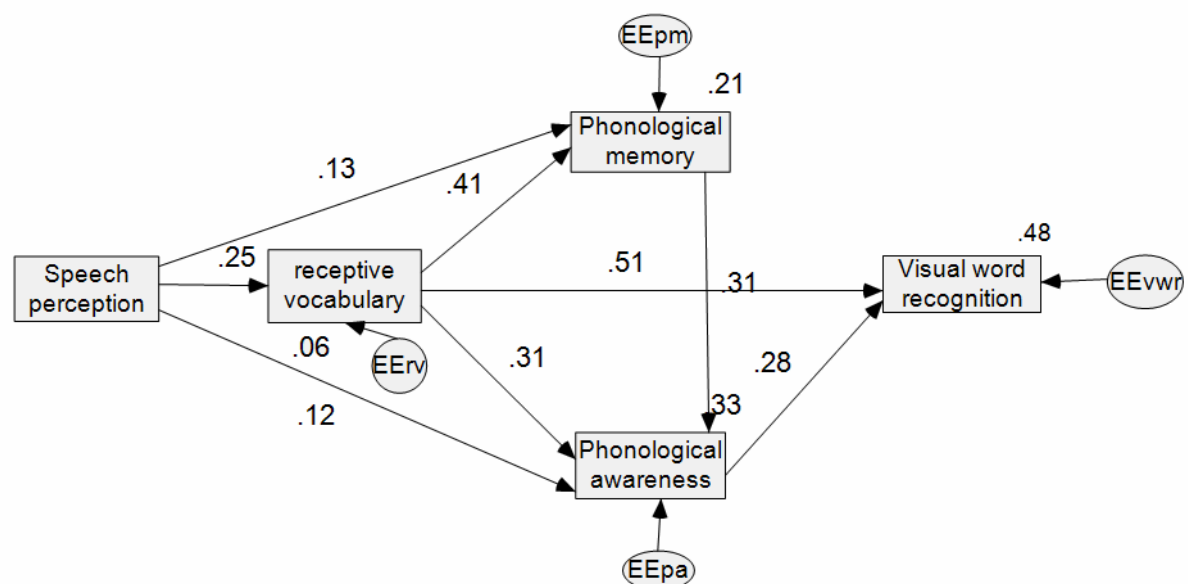 EEpm
.21
Phonological
memory
.13
.41
.48
.25
Speech
perception
receptive
vocabulary
.51
.31
Visual word
recognition
EEvwr
.06
EErv
.31
.28
.12
.33
Phonological
awareness
EEpa